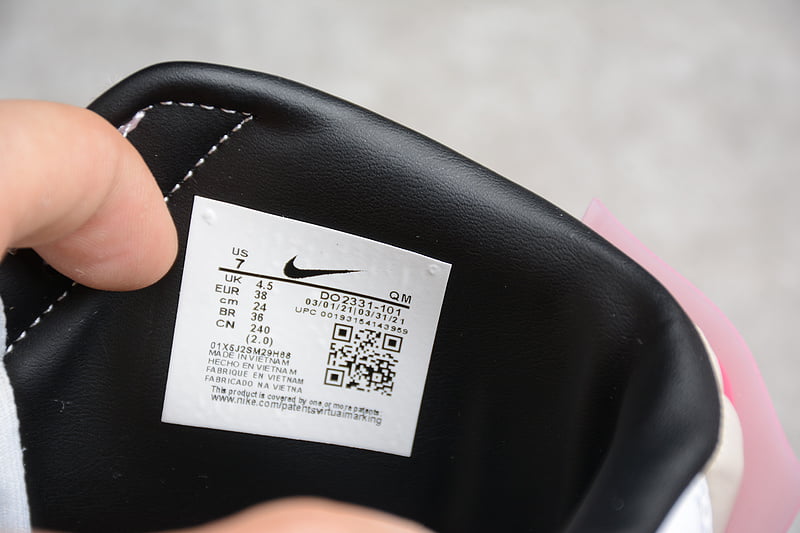 US
7
UK 4.5
EUR 38
cm 24
BR 36
CN 240
(2.0)
QM
DO2331-101
03/01/21|03/31/21
UPC 00193154143969
01X5J2SM29H88
MADE IN VIETNAM
HECHO EN VIETNAM
FABRIQUE EN VIETNAM
FABRICADO NA VIETNA
This product is covered by one or more patents
www.nike.com/patentsvirtualmarking